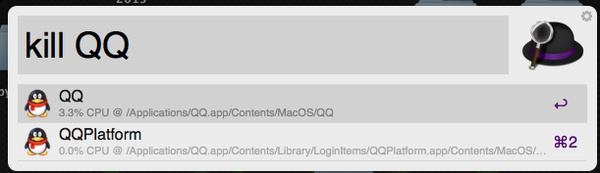 2015
kill QQ
QQ
3.3% CPU @ /Applications/QQ.app/Contents/MacOS/QQ
↩
QQPlatform
0.0% CPU @ /Applications/QQ.app/Contents/Library/LoginItems/QQPlatform.app/Contents/MacOS/...
⌘2